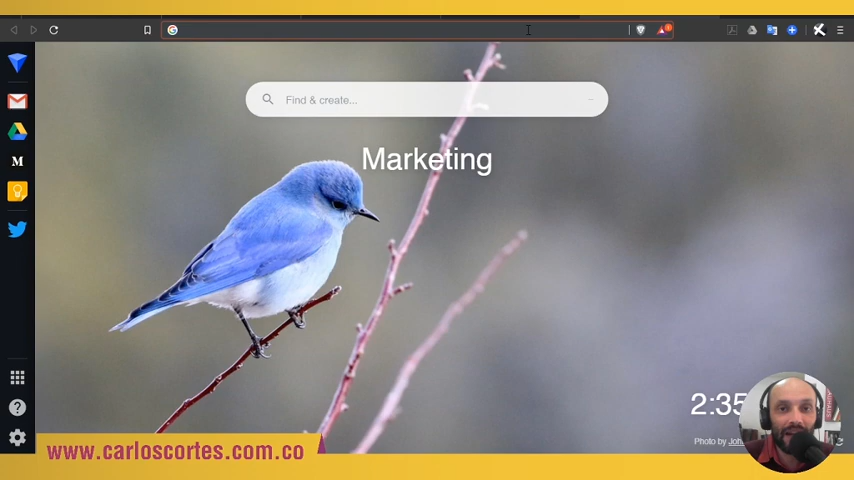 Find & create...
Marketing
M
2:35
Photo by
www.carloscortes.com.co